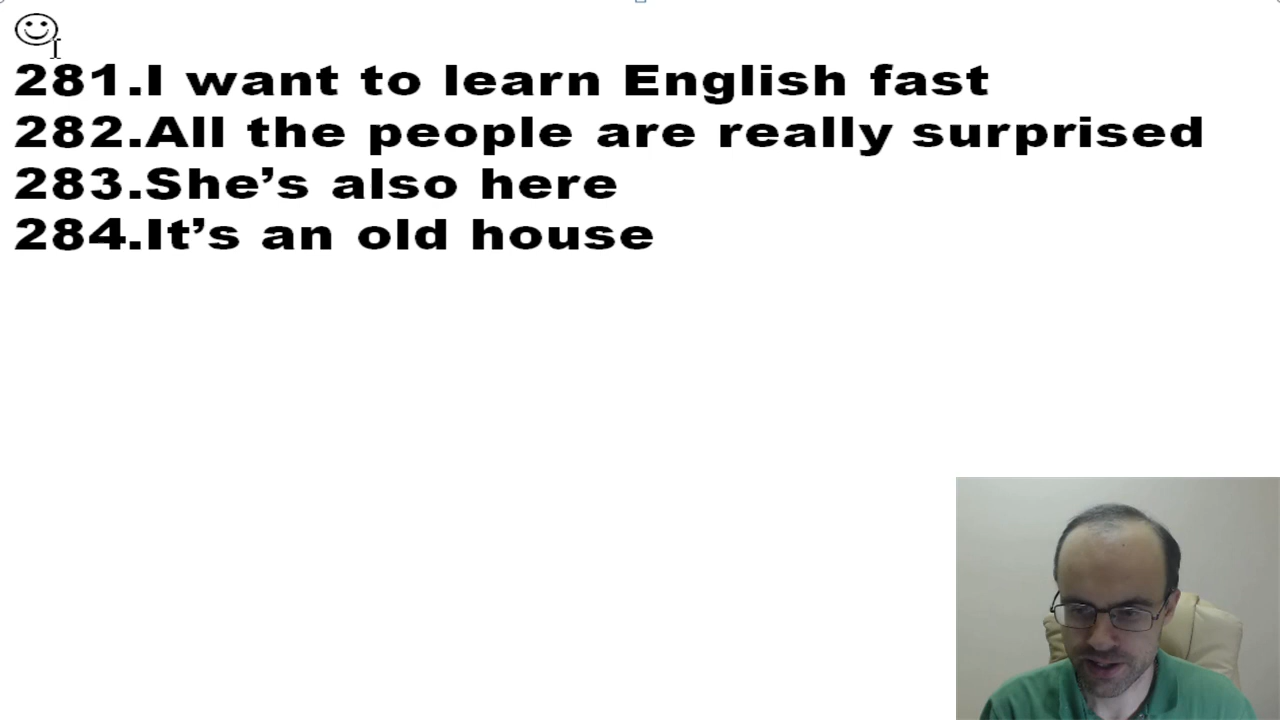 281.I want to learn English fast
282.All the people are really surprised
283.She’s also here
284.It’s an old house